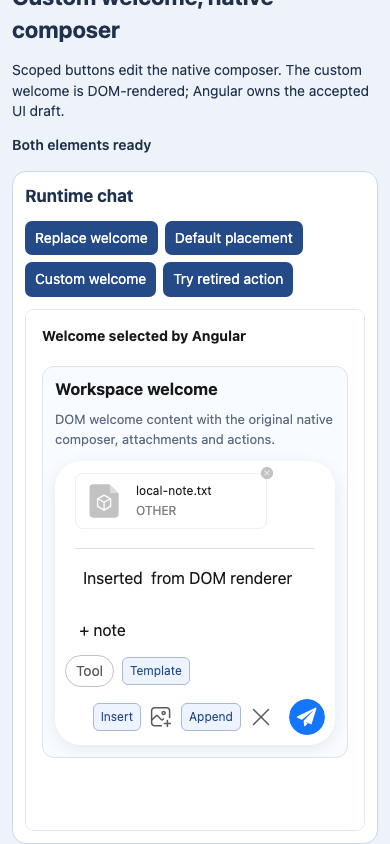 Custom welcome, native
composer
Scoped buttons edit the native composer. The custom
welcome is DOM-rendered; Angular owns the accepted
UI draft.
Both elements ready
Runtime chat
Replace welcome
Default placement
Custom welcome
Try retired action
Welcome selected by Angular
Workspace welcome
DOM welcome content with the original native
composer, attachments and actions.
local-note.txt
OTHER
Inserted  from DOM renderer
+ note
Tool
Template
Insert
Append